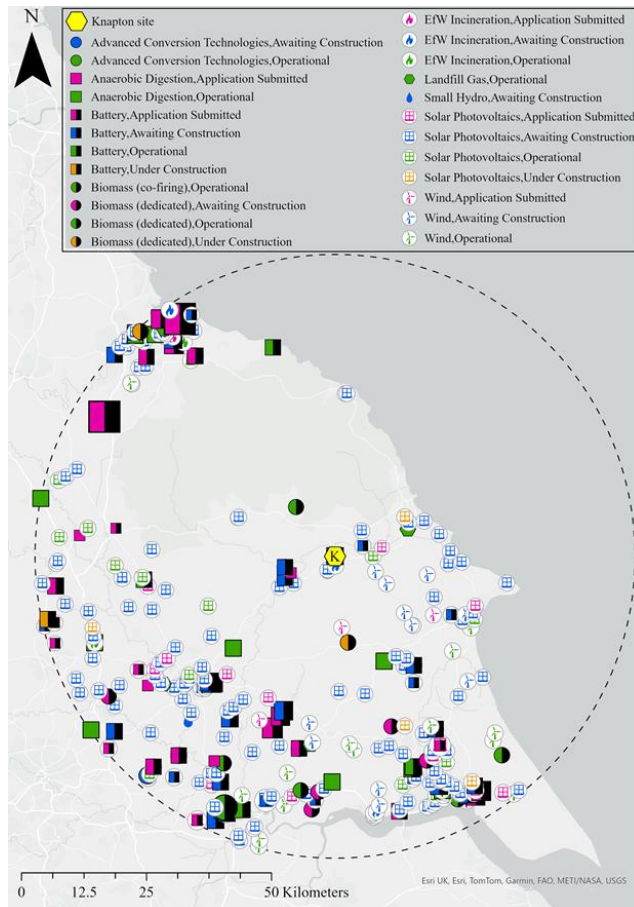 N
Knapton site
Advanced Conversion Technologies,Awaiting Construction
Advanced Conversion Technologies,Operational
Anaerobic Digestion,Application Submitted
Anaerobic Digestion,Operational
Battery,Application Submitted
Battery,Awaiting Construction
Battery,Operational
Battery,Under Construction
Biomass (co-firing),Operational
Biomass (dedicated),Awaiting Construction
Biomass (dedicated),Operational
Biomass (dedicated),Under Construction
EfW Incineration,Application Submitted
EfW Incineration,Awaiting Construction
EfW Incineration,Operational
Landfill Gas,Operational
Small Hydro,Awaiting Construction
Solar Photovoltaics,Application Submitted
Solar Photovoltaics,Awaiting Construction
Solar Photovoltaics,Operational
Solar Photovoltaics,Under Construction
Wind,Application Submitted
Wind,Awaiting Construction
Wind,Operational
K
0 12.5 25 50 Kilometers
Esri UK, Esri, TomTom, Garmin, FAO, METI/NASA, USGS